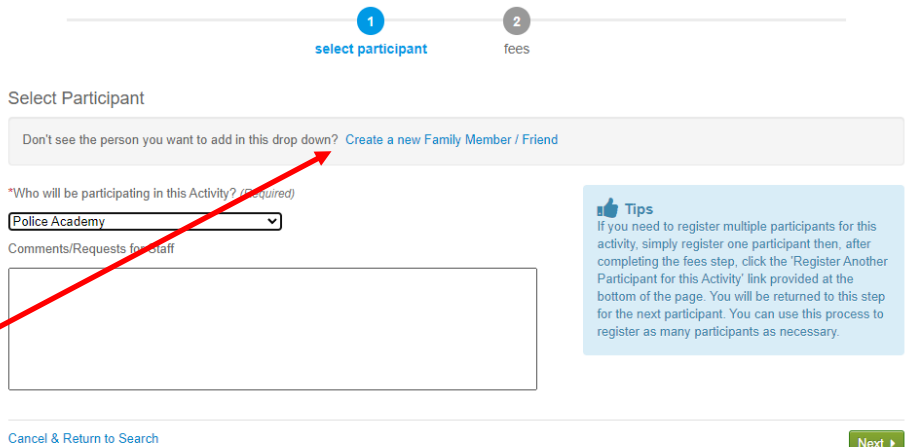 1
2
select participant
fees
Select Participant
Don't see the person you want to add in this drop down? Create a new Family Member / Friend
*Who will be participating in this Activity? (Required)
Police Academy
Comments/Requests for Staff
Tips
If you need to register multiple participants for this
activity, simply register one participant then, after
completing the fees step, click the 'Register Another
Participant for this Activity' link provided at the
bottom of the page. You will be returned to this step
for the next participant. You can use this process to
register as many participants as necessary.
Cancel & Return to Search
Next